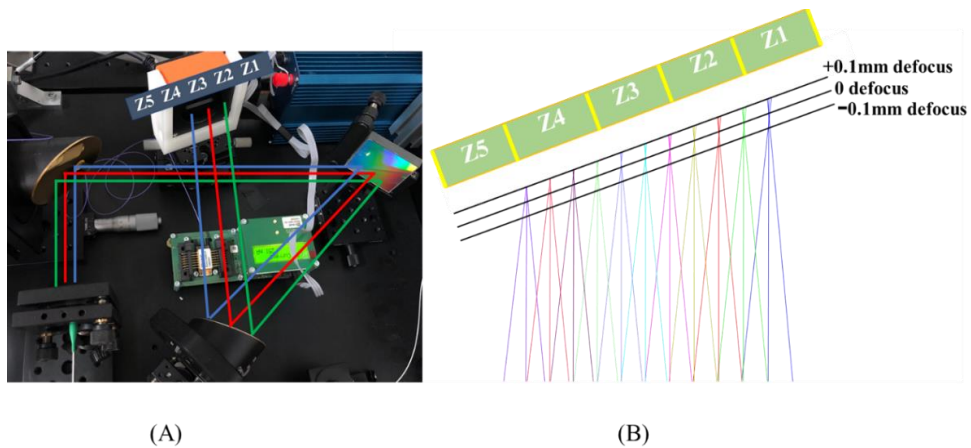 Z5 Z4 Z3 Z2 Z1
Z5 Z4 Z3 Z2 Z1
+0.1mm defocus
0 defocus
−0.1mm defocus
(A)
(B)